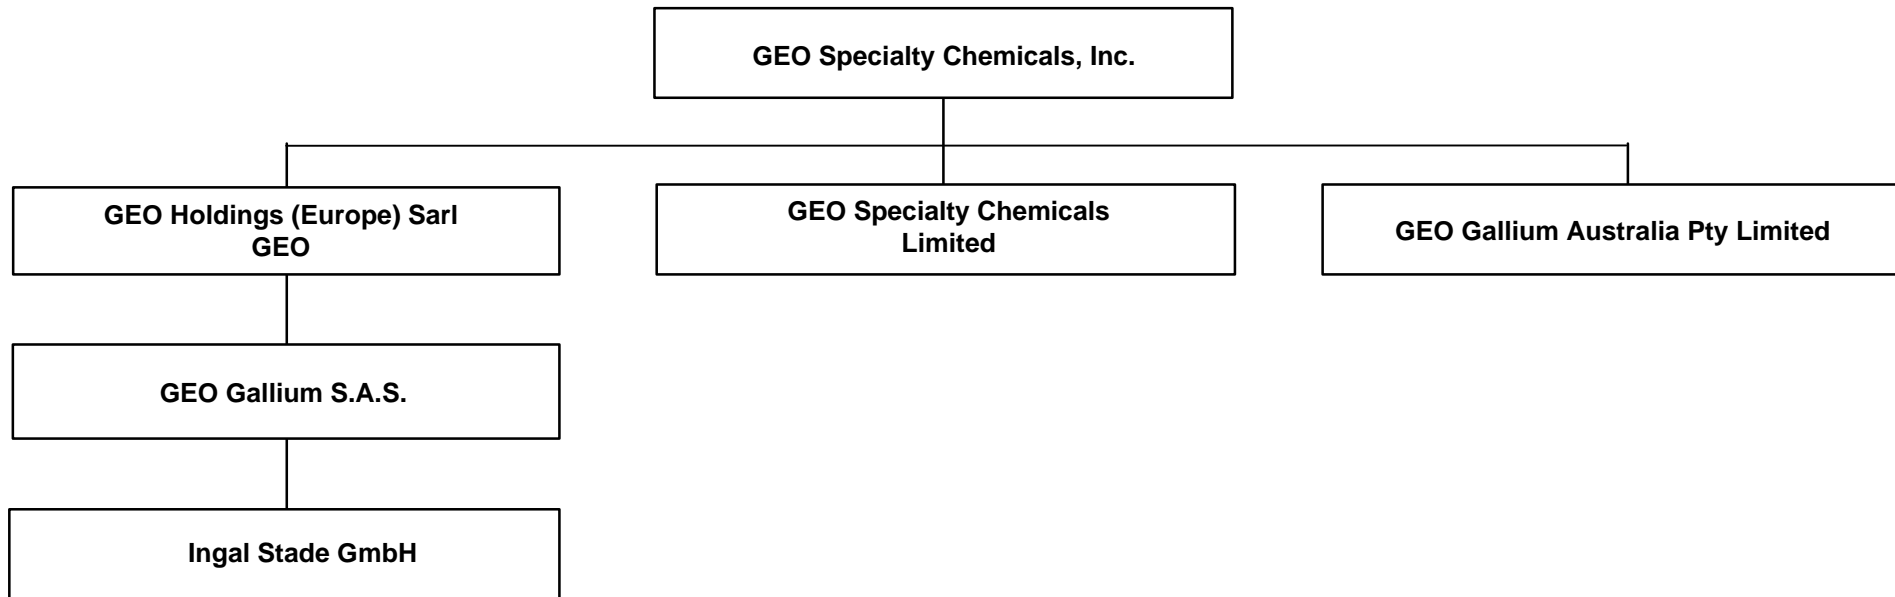 GEO Specialty Chemicals, Inc.
GEO Holdings (Europe) Sarl
GEO
GEO Specialty Chemicals
Limited
GEO Gallium Australia Pty Limited
GEO Gallium S.A.S.
Ingal Stade GmbH